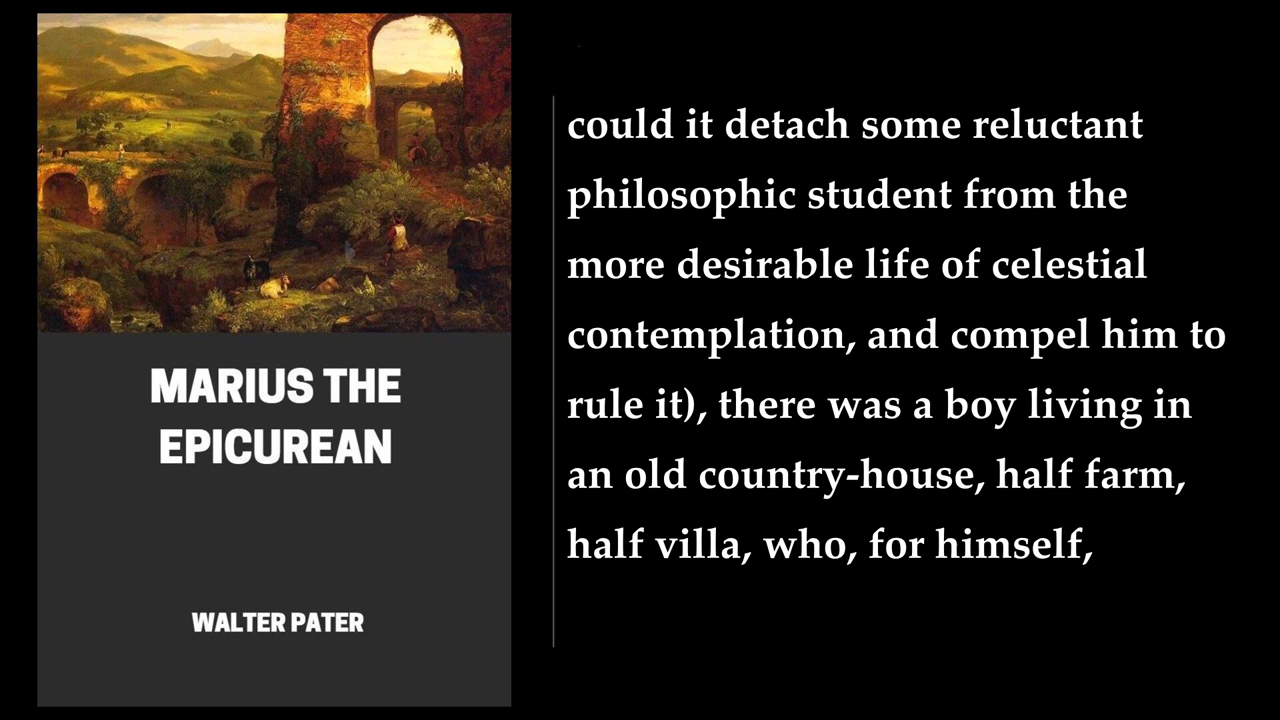 MARIUS THE
EPICUREAN
WALTER PATER
could it detach some reluctant
philosophic student from the
more desirable life of celestial
contemplation, and compel him to
rule it), there was a boy living in
an old country-house, half farm,
half villa, who, for himself,